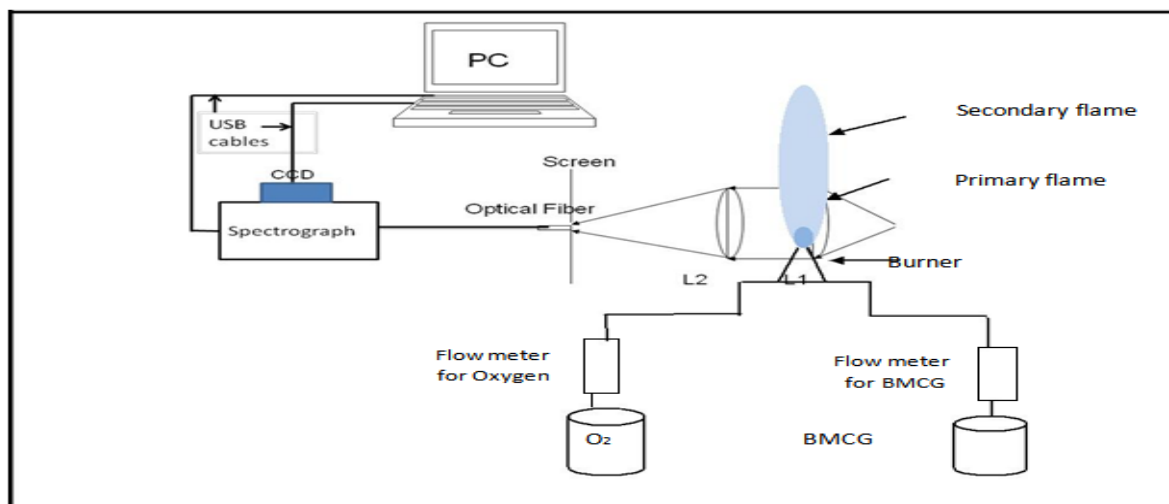 PC
USB
cables
CCD
Spectrograph
Optical Fiber
Screen
Secondary flame
Primary flame
Burner
L2
L1
Flow meter
for Oxygen
Flow meter
for BMCG
O₂
BMCG